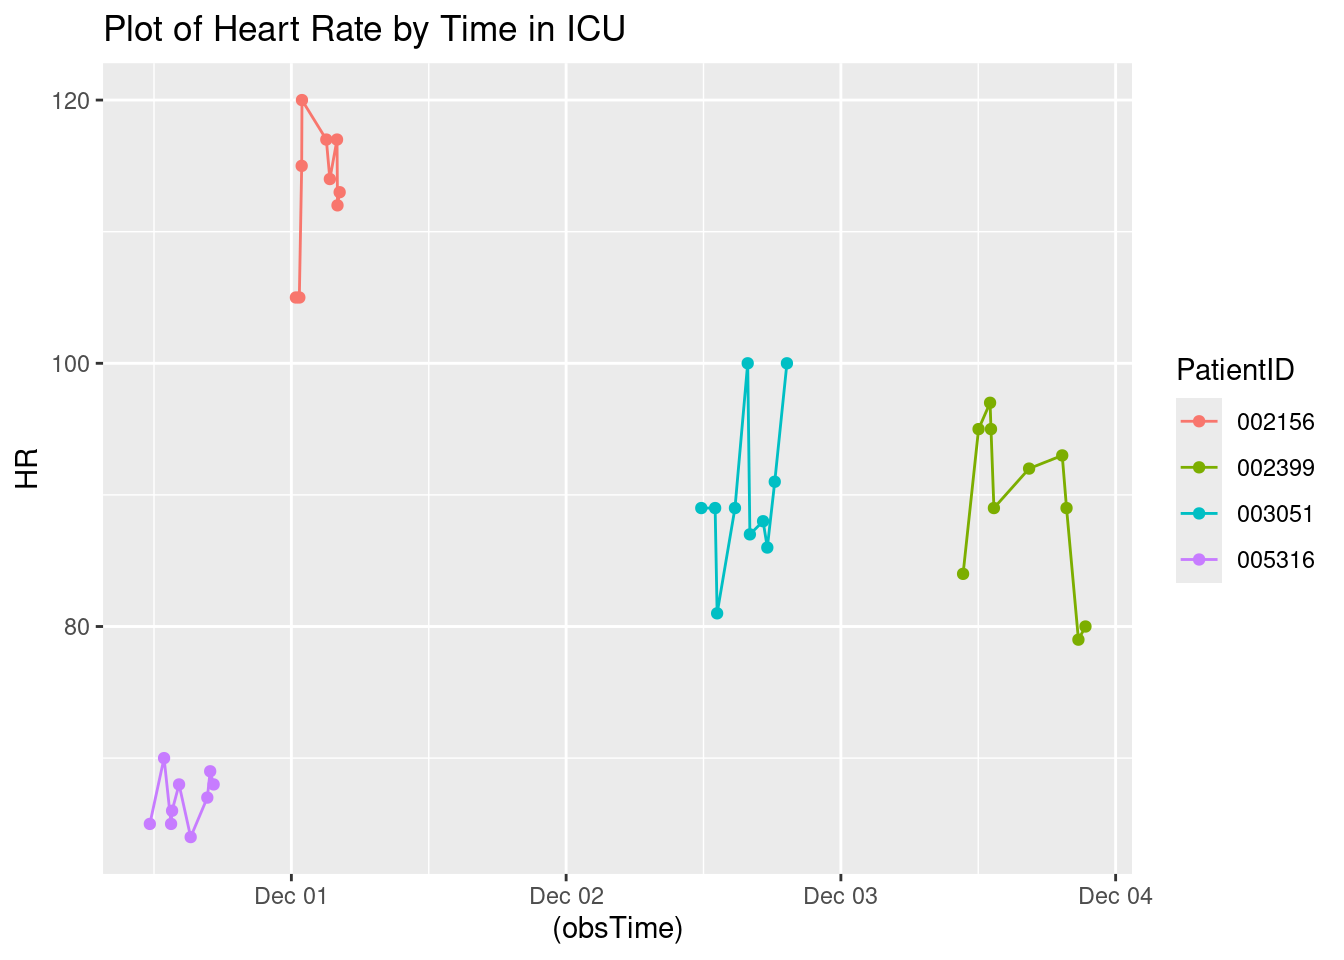 Plot of Heart Rate by Time in ICU
120
100
80
HR
Dec 01
Dec 02
Dec 03
Dec 04
(obsTime)
PatientID
002156
002399
003051
005316